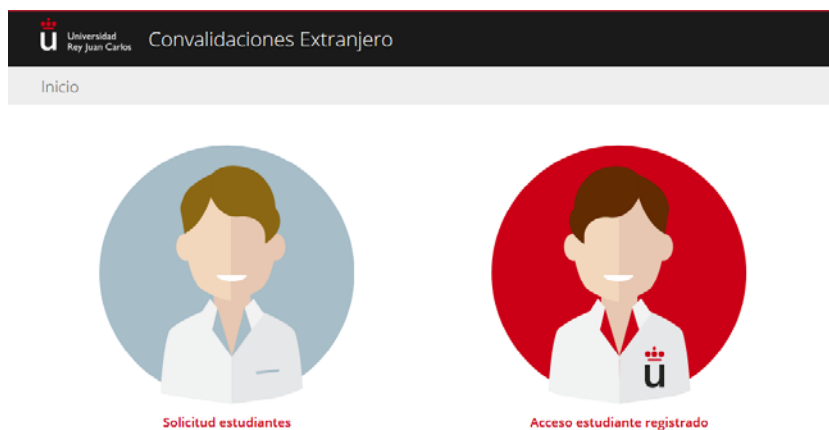 Universidad
Rey Juan Carlos
Convalidaciones Extranjero
Inicio
u
Solicitud estudiantes
Acceso estudiante registrado